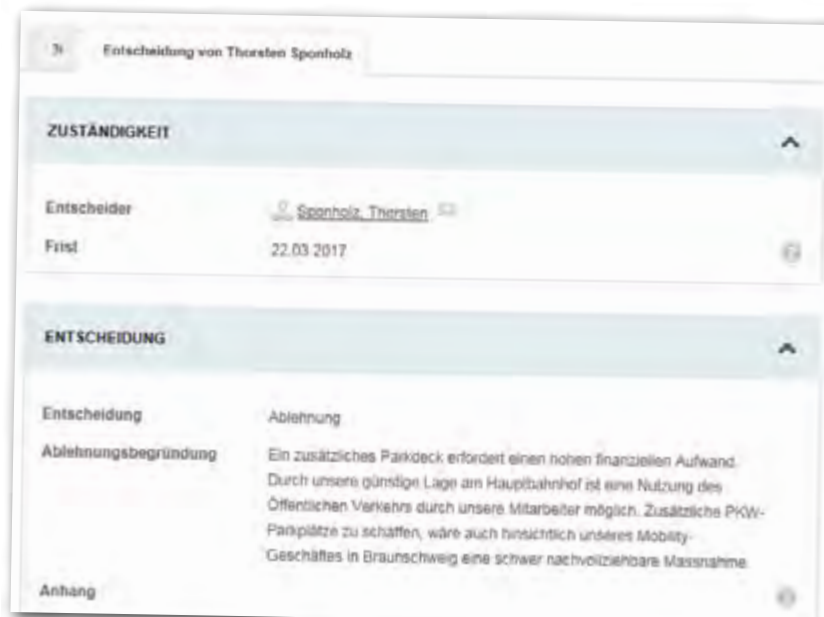 Entscheidung von Thorsten Sponholz
ZUSTÄNDIGKEIT
Entscheider Sponholz, Thorsten
Frist 22.03.2017
ENTSCHEIDUNG
Entscheidung Ablehnung
Ablehnungsbegründung Ein zusätzliches Parkdeck erfordert einen hohen finanziellen Aufwand.
Durch unsere günstige Lage am Hauptbahnhof ist eine Nutzung des
Öffentlichen Verkehrs durch unsere Mitarbeiter möglich. Zusätzliche PKW-
Parkplätze zu schaffen, wäre auch hinsichtlich unseres Mobility-
Geschäftes in Braunschweig eine schwer nachvollziehbare Massnahme.
Anhang